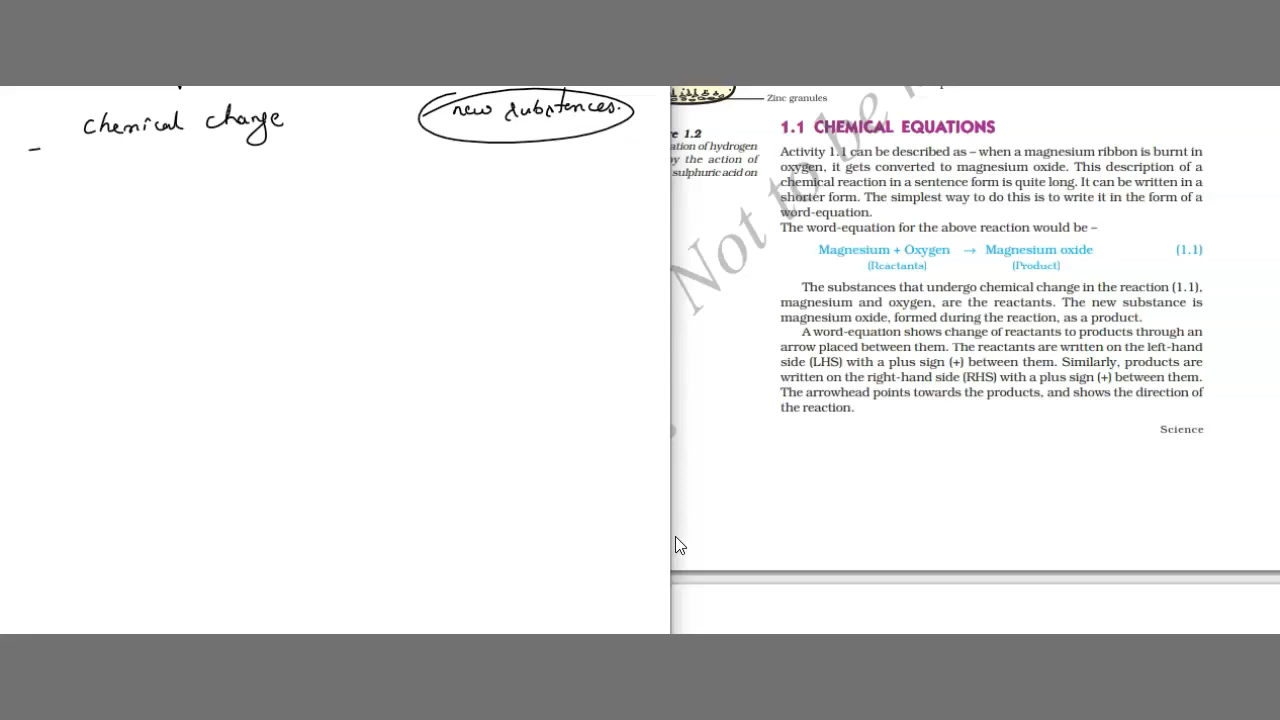 chemical change
new substences.
Zinc granules
e 1.2
ation of hydrogen
y the action of
sulphuric acid on
1.1 CHEMICAL EQUATIONS
Activity 1.1 can be described as – when a magnesium ribbon is burnt in
oxygen, it gets converted to magnesium oxide. This description of a
chemical reaction in a sentence form is quite long. It can be written in a
shorter form. The simplest way to do this is to write it in the form of a
word-equation.
The word-equation for the above reaction would be –
Magnesium + Oxygen → Magnesium oxide (1.1)
(Reactants) (Product)
The substances that undergo chemical change in the reaction (1.1),
magnesium and oxygen, are the reactants. The new substance is
magnesium oxide, formed during the reaction, as a product.
A word-equation shows change of reactants to products through an
arrow placed between them. The reactants are written on the left-hand
side (LHS) with a plus sign (+) between them. Similarly, products are
written on the right-hand side (RHS) with a plus sign (+) between them.
The arrowhead points towards the products, and shows the direction of
the reaction.
Science
Not to be